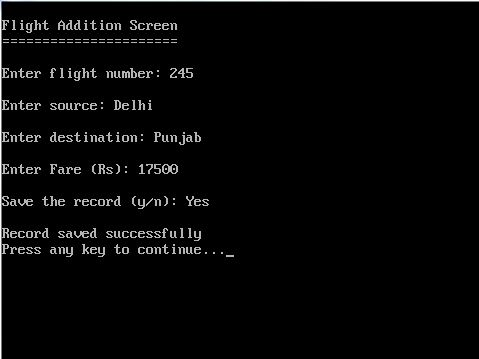 Flight Addition Screen
======================
Enter flight number: 245
Enter source: Delhi
Enter destination: Punjab
Enter Fare (Rs): 17500
Save the record (y/n): Yes
Record saved successfully
Press any key to continue..._